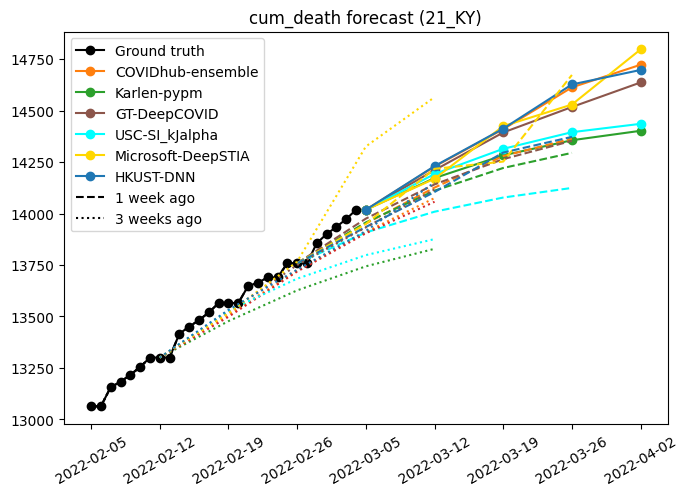 cum_death forecast (21_KY)
14750
14500
14250
14000
13750
13500
13250
13000
Ground truth
COVIDhub-ensemble
Karlen-pypm
GT-DeepCOVID
USC-SI_kJalpha
Microsoft-DeepSTIA
HKUST-DNN
1 week ago
3 weeks ago
2022-02-05
2022-02-12
2022-02-19
2022-02-26
2022-03-05
2022-03-12
2022-03-19
2022-03-26
2022-04-02